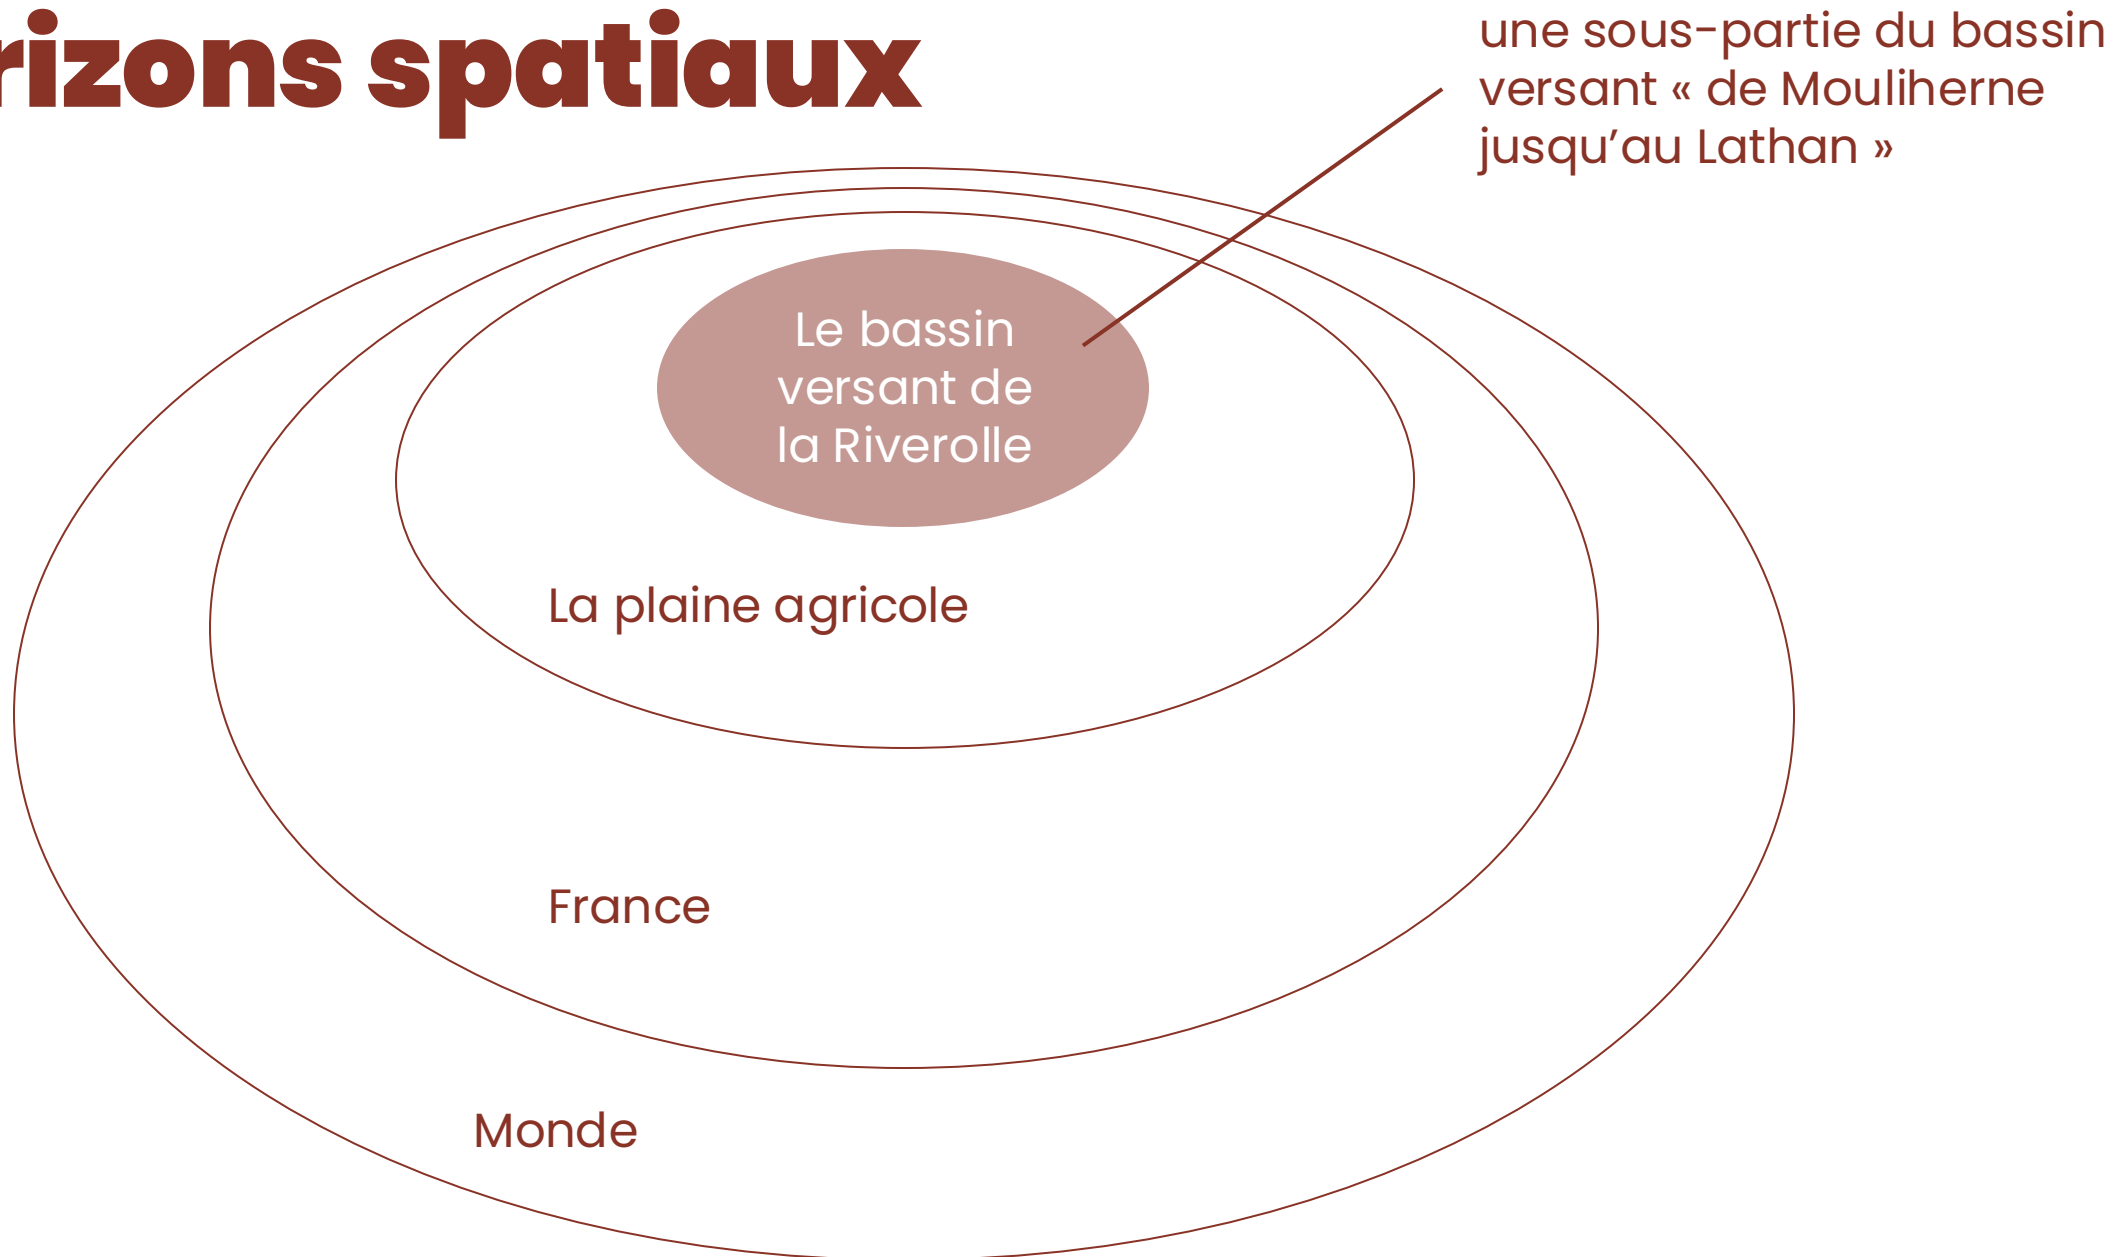 rizons spatiaux
une sous-partie du bassin
versant « de Mouliherne
jusqu’au Lathan »
Le bassin
versant de
la Riverolle
La plaine agricole
France
Monde